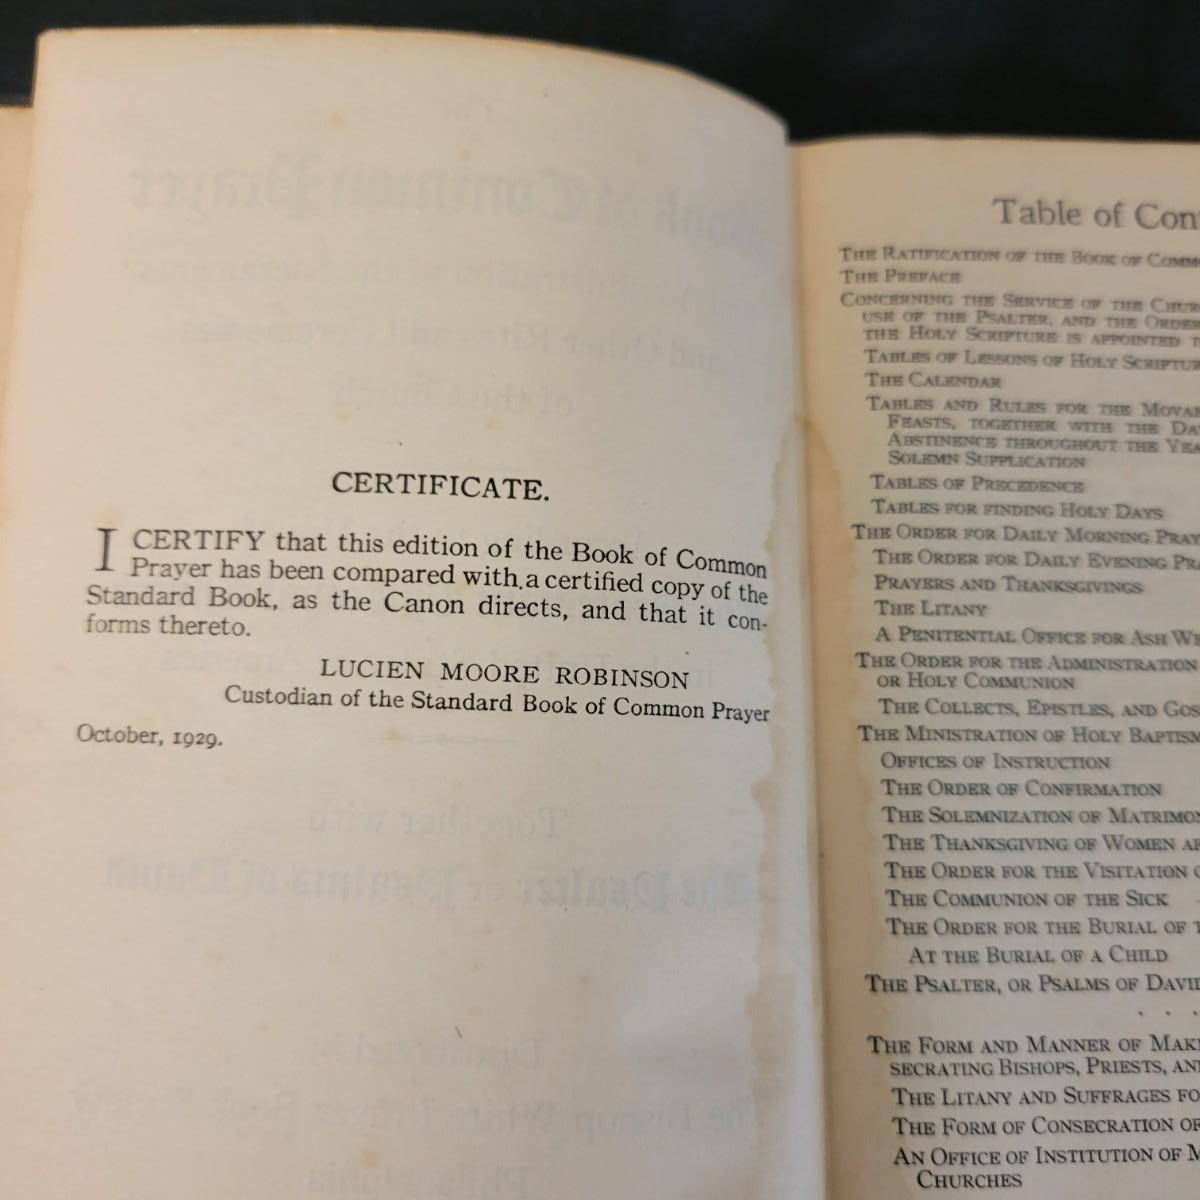 CERTIFICATE.
I CERTIFY that this edition of the Book of Common
Prayer has been compared with a certified copy of the
Standard Book, as the Canon directs, and that it con-
forms thereto.
LUCIEN MOORE ROBINSON
Custodian of the Standard Book of Common Prayer
October, 1929.
Table of Con
THE RATIFICATION OF THE BOOK OF COMM
THE PREFACE
CONCERNING THE SERVICE OF THE CHUR
USE OF THE PSALTER, AND THE ORDER
THE HOLY SCRIPTURE IS APPOINTED T
TABLES OF LESSONS OF HOLY SCRIPTUR
THE CALENDAR
TABLES AND RULES FOR THE MOVA
FEASTS, TOGETHER WITH THE DA
ABSTINENCE THROUGHOUT THE YEA
SOLEMN SUPPLICATION
TABLES OF PRECEDENCE
TABLES FOR FINDING HOLY DAYS
THE ORDER FOR DAILY MORNING PRAY
THE ORDER FOR DAILY EVENING PRA
PRAYERS AND THANKSGIVINGS
THE LITANY
A PENITENTIAL OFFICE FOR ASH WE
THE ORDER FOR THE ADMINISTRATION
OR HOLY COMMUNION
THE COLLECTS, EPISTLES, AND GOS
THE MINISTRATION OF HOLY BAPTISM
OFFICES OF INSTRUCTION
THE ORDER OF CONFIRMATION
THE SOLEMNIZATION OF MATRIMON
THE THANKSGIVING OF WOMEN AF
THE ORDER FOR THE VISITATION O
THE COMMUNION OF THE SICK
THE ORDER FOR THE BURIAL OF T
AT THE BURIAL OF A CHILD
THE PSALTER, OR PSALMS OF DAVID
. . .
THE FORM AND MANNER OF MAKI
SECRATING BISHOPS, PRIESTS, AN
THE LITANY AND SUFFRAGES FO
THE FORM OF CONSECRATION OF
AN OFFICE OF INSTITUTION OF M
CHURCHES